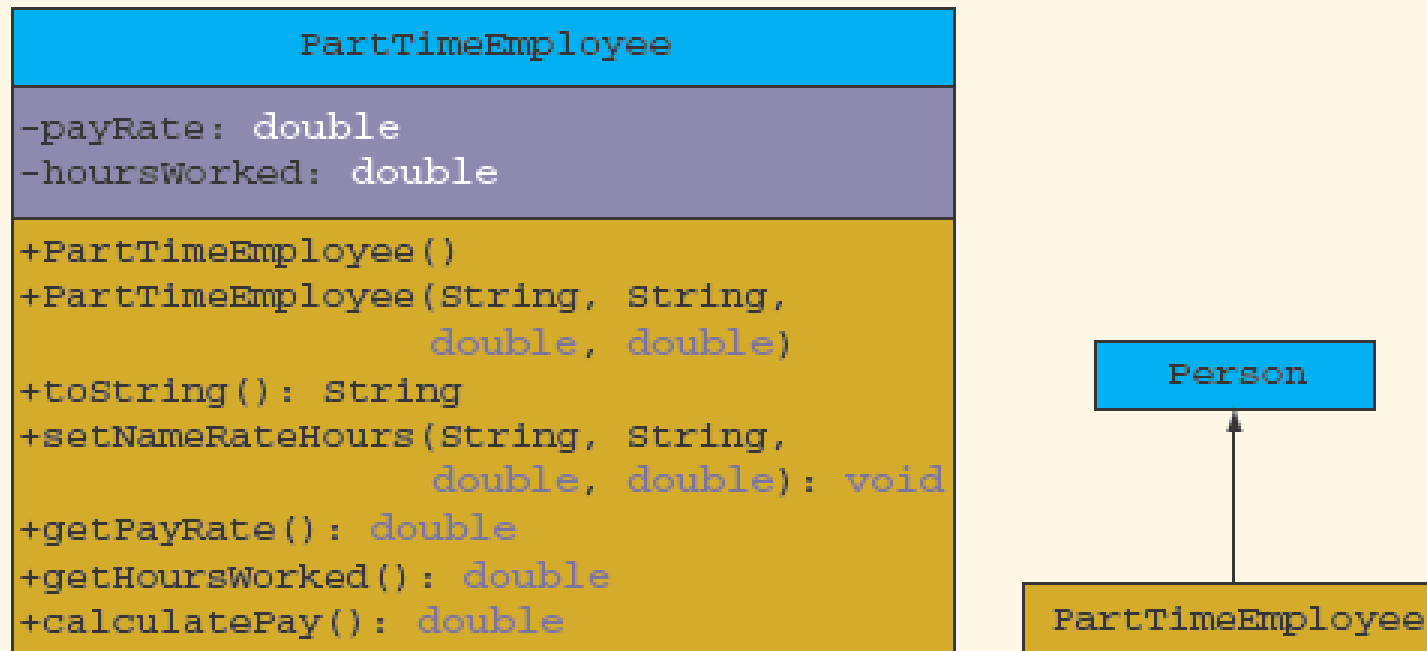 PartTimeEmployee
-payRate: double
-hoursWorked: double
+PartTimeEmployee()
+PartTimeEmployee(String, String,
double, double)
+toString(): String
+setNameRateHours(String, String,
double, double): void
+getPayRate(): double
+getHoursWorked(): double
+calculatePay(): double
Person
PartTimeEmployee